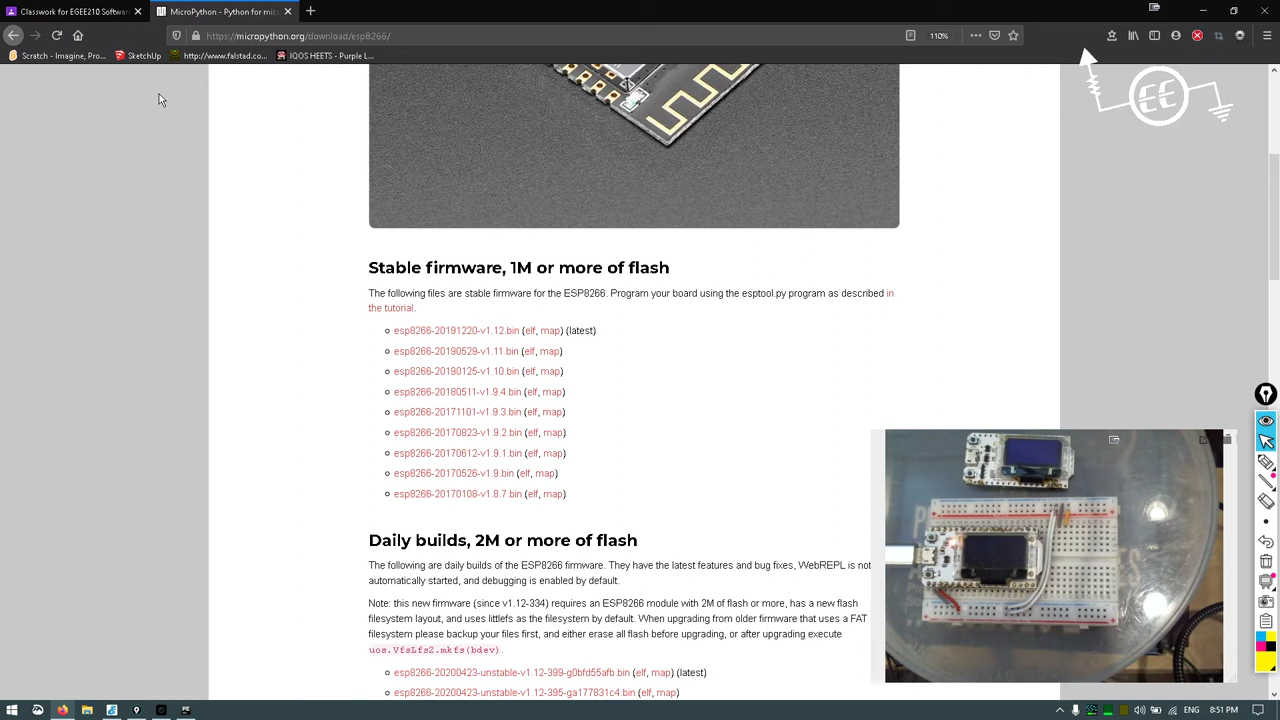 Classwork for EGEE210 Softwa
MicroPython - Python for micr
https://micropython.org/download/esp8266/
110%
Scratch - Imagine, Pro...
SketchUp
http://www.falstad.co...
IQOS HEETS - Purple L...
EE
Stable firmware, 1M or more of flash
The following files are stable firmware for the ESP8266. Program your board using the esptool.py program as described in
the tutorial.
esp8266-20191220-v1.12.bin (elf, map) (latest)
esp8266-20190529-v1.11.bin (elf, map)
esp8266-20190125-v1.10.bin (elf, map)
esp8266-20180511-v1.9.4.bin (elf, map)
esp8266-20171101-v1.9.3.bin (elf, map)
esp8266-20170823-v1.9.2.bin (elf, map)
esp8266-20170612-v1.9.1.bin (elf, map)
esp8266-20170526-v1.9.bin (elf, map)
esp8266-20170108-v1.8.7.bin (elf, map)
Daily builds, 2M or more of flash
The following are daily builds of the ESP8266 firmware. They have the latest features and bug fixes, WebREPL is not
automatically started, and debugging is enabled by default.
Note: this new firmware (since v1.12-334) requires an ESP8266 module with 2M of flash or more, has a new flash
filesystem layout, and uses littlefs as the filesystem by default. When upgrading from older firmware that uses a FAT
filesystem please backup your files first, and either erase all flash before upgrading, or after upgrading execute
uos.VfsLfs2.mkfs(bdev).
esp8266-20200423-unstable-v1.12-399-g0bfd55afb.bin (elf, map) (latest)
esp8266-20200423-unstable-v1.12-395-ga177831c4.bin (elf, map)
ENG
8:51 PM